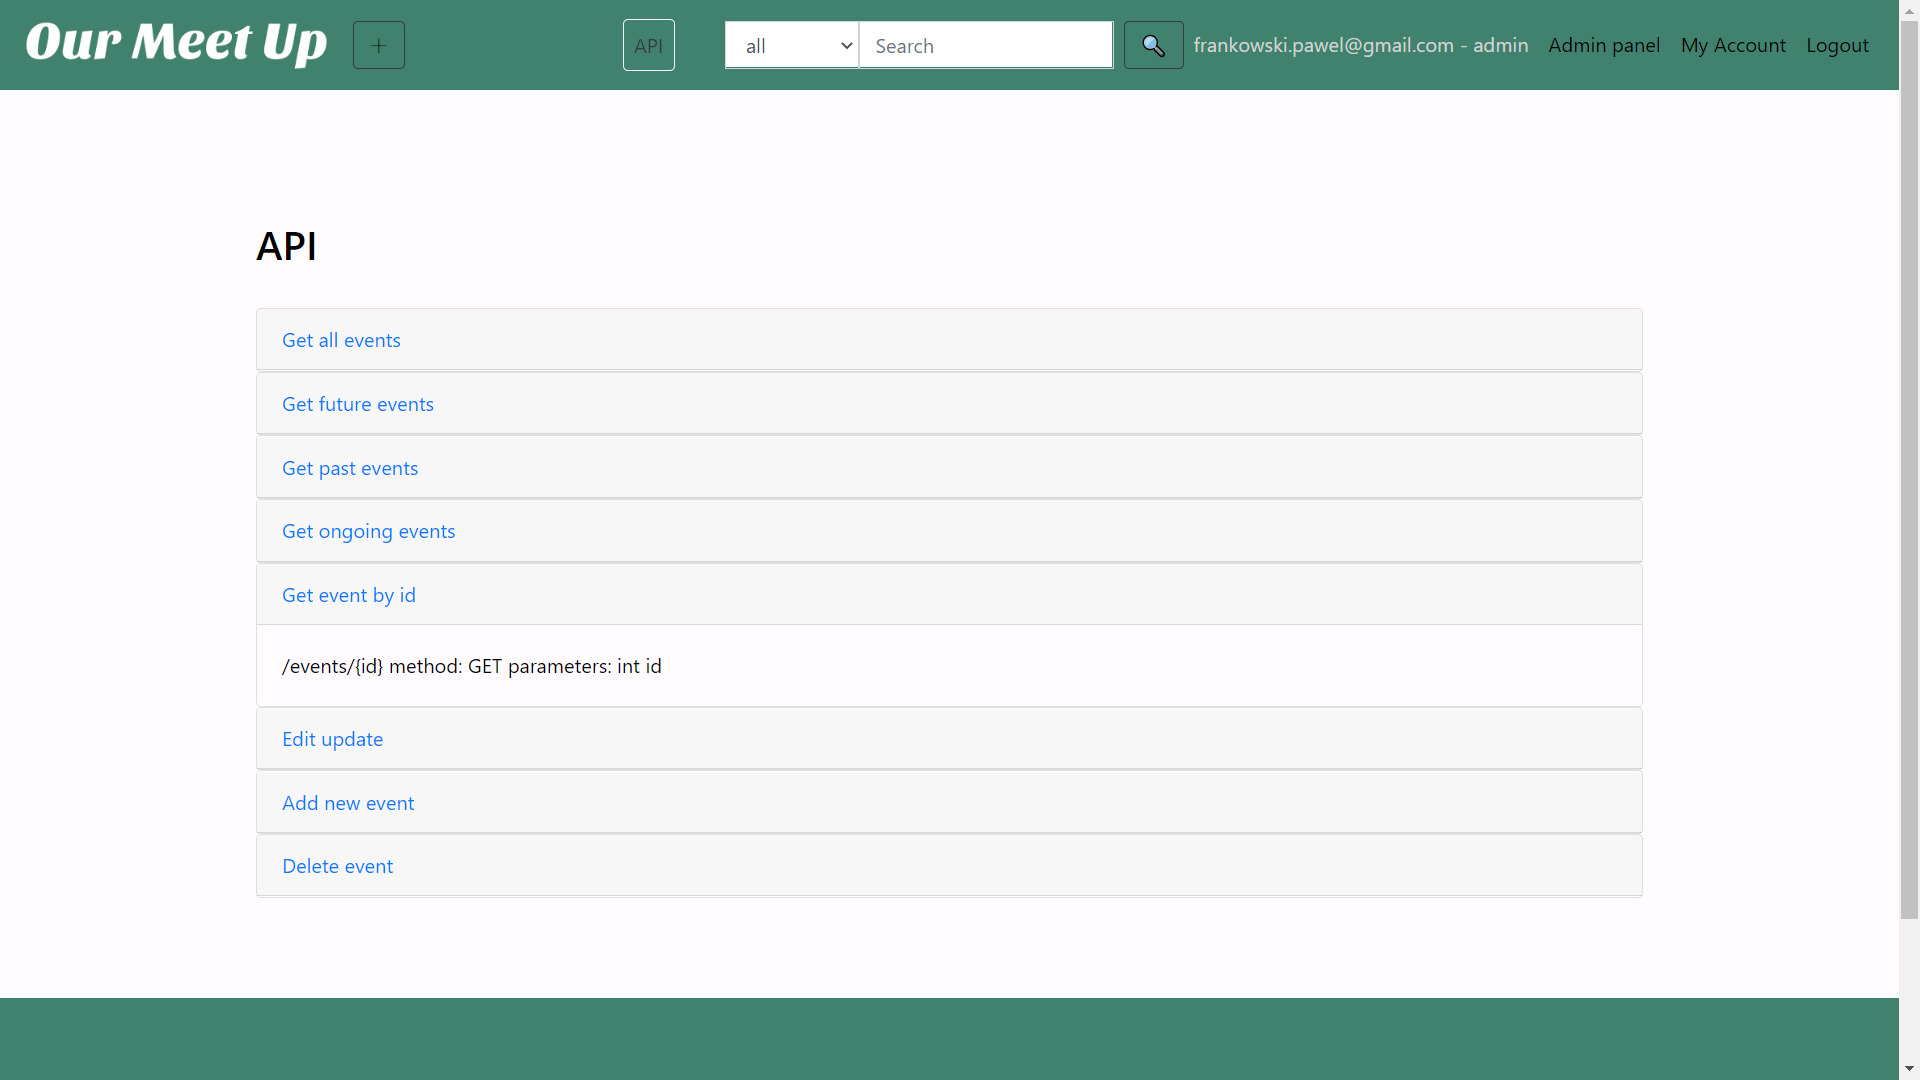 Our Meet Up + API all Search frankowski.pawel@gmail.com - admin Admin panel My Account Logout
API
Get all events
Get future events
Get past events
Get ongoing events
Get event by id
/events/{id} method: GET parameters: int id
Edit update
Add new event
Delete event